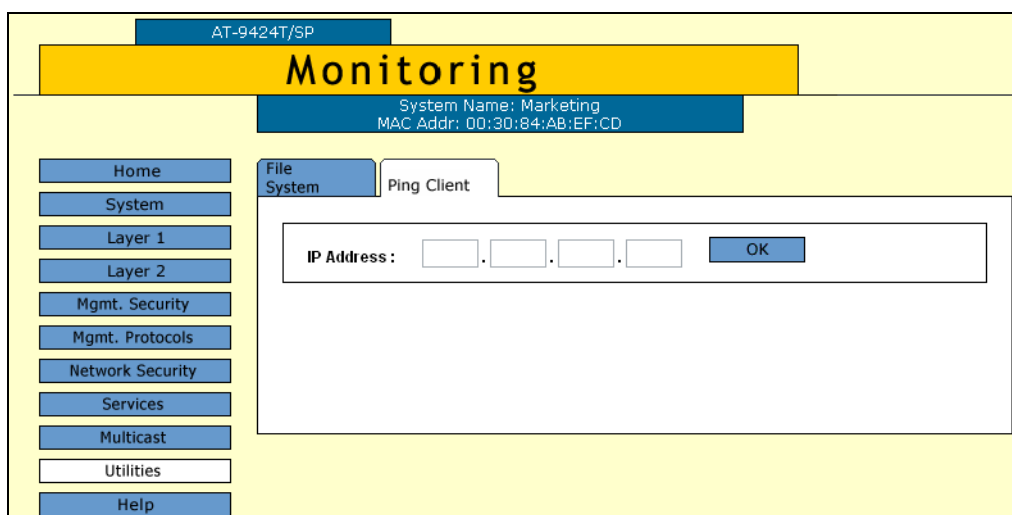 AT-9424T/SP
Monitoring
System Name: Marketing
MAC Addr: 00:30:84:AB:EF:CD
Home
System
Layer 1
Layer 2
Mgmt. Security
Mgmt. Protocols
Network Security
Services
Multicast
Utilities
Help
File
System
Ping Client
IP Address: . . . OK